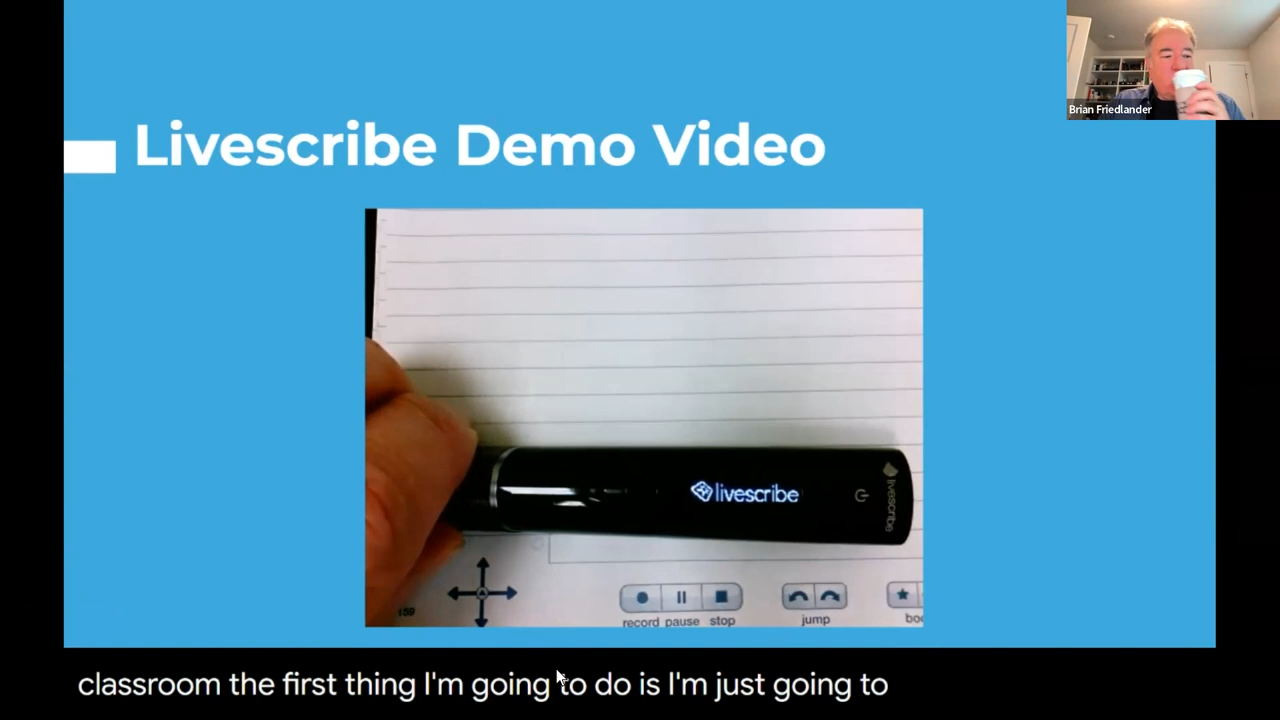 Brian Friedlander
Livescribe Demo Video
livescribe
livescribe
159
record pause stop
jump
classroom the first thing I'm going to do is I'm just going to